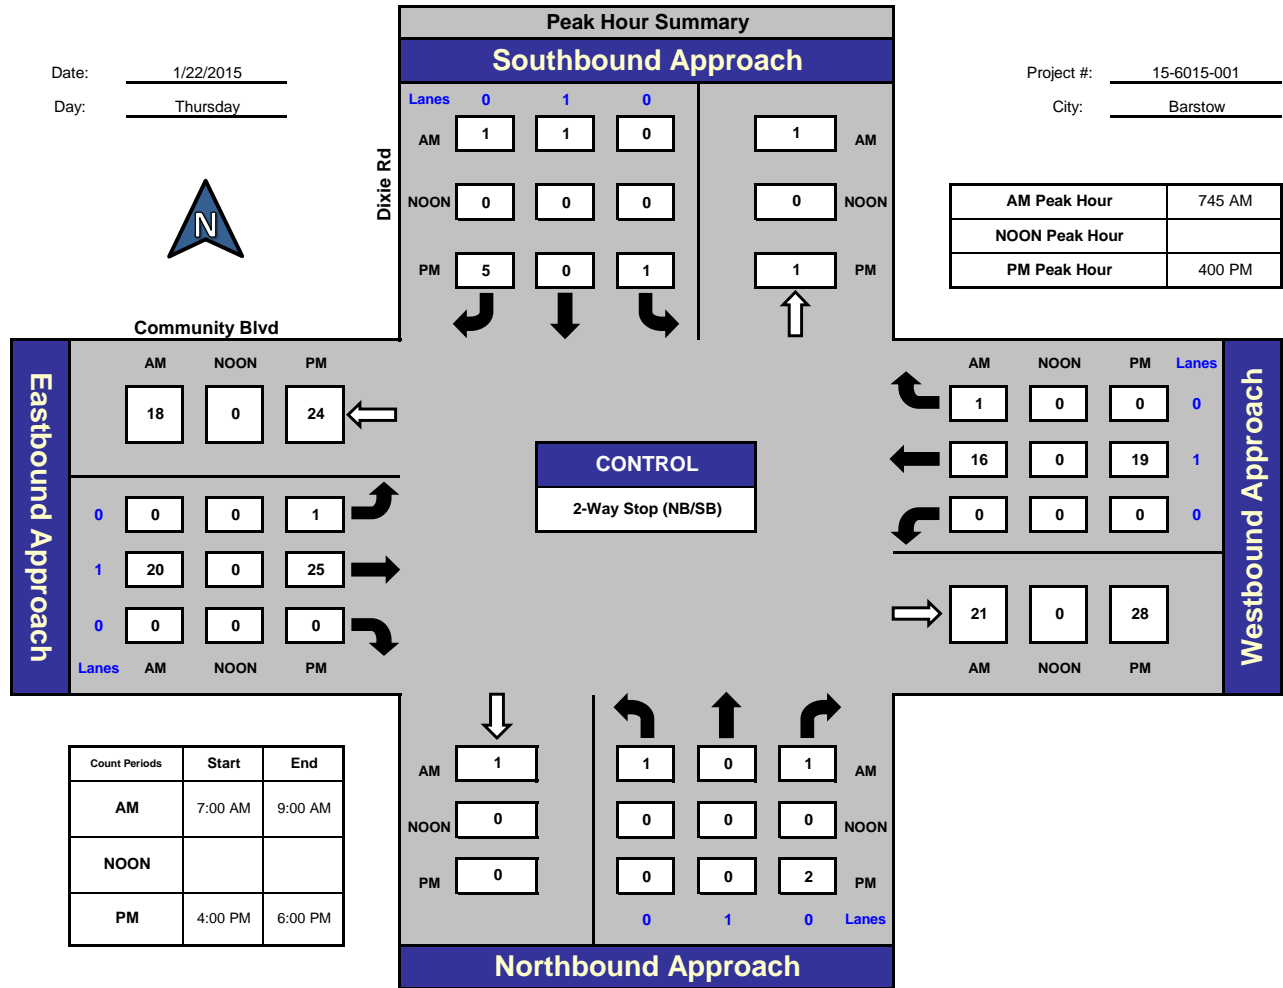 Peak Hour Summary
Southbound Approach
Date: 1/22/2015
Day: Thursday
Project #: 15-6015-001
City: Barstow
Lanes 0 1 0
AM 1 1 0 1 AM
NOON 0 0 0 0 NOON
PM 5 0 1 1 PM
Dixie Rd
N
AM Peak Hour 745 AM
NOON Peak Hour
PM Peak Hour 400 PM
Community Blvd
Eastbound Approach
AM NOON PM
18 0 24
0 0 0 1
1 20 0 25
0 0 0 0
Lanes AM NOON PM
CONTROL
2-Way Stop (NB/SB)
AM NOON PM Lanes
1 0 0 0
16 0 19 1
0 0 0 0
21 0 28
AM NOON PM
Westbound Approach
Count Periods Start End
AM 7:00 AM 9:00 AM
NOON
PM 4:00 PM 6:00 PM
AM 1 1 0 1 AM
NOON 0 0 0 0 NOON
PM 0 0 0 2 PM
0 1 0 Lanes
Northbound Approach